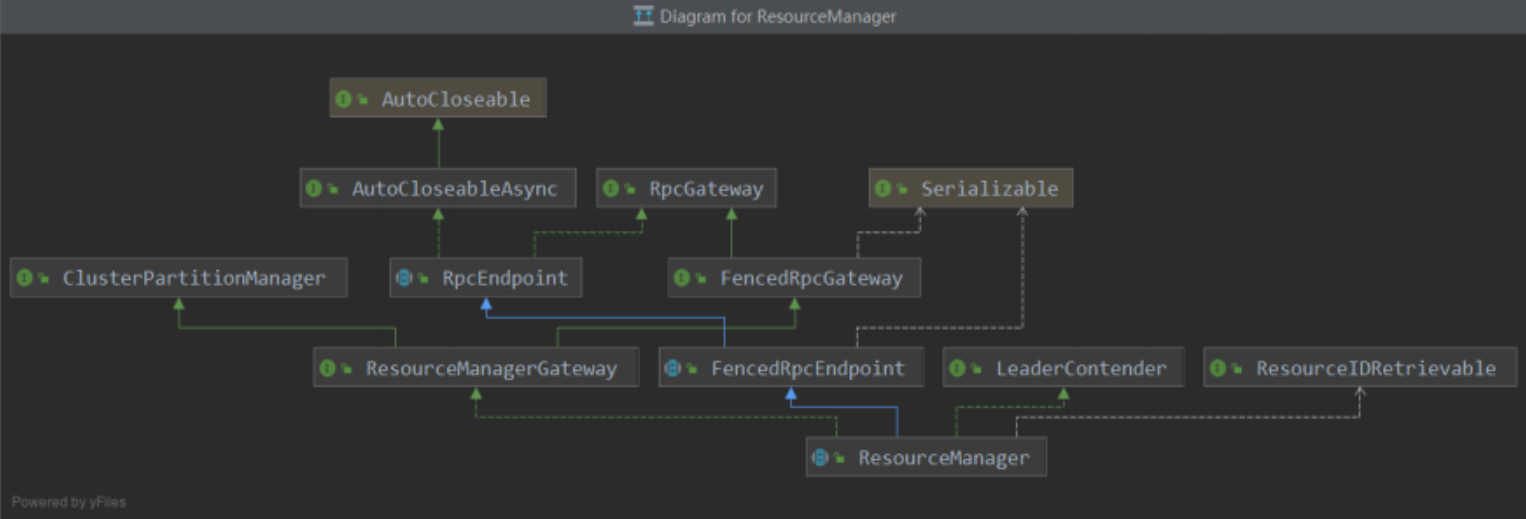 Diagram for ResourceManager
AutoCloseable
AutoCloseableAsync
RpcGateway
Serializable
ClusterPartitionManager
RpcEndpoint
FencedRpcGateway
ResourceManagerGateway
FencedRpcEndpoint
LeaderContender
ResourceIDRetrievable
ResourceManager
Powered by yFiles